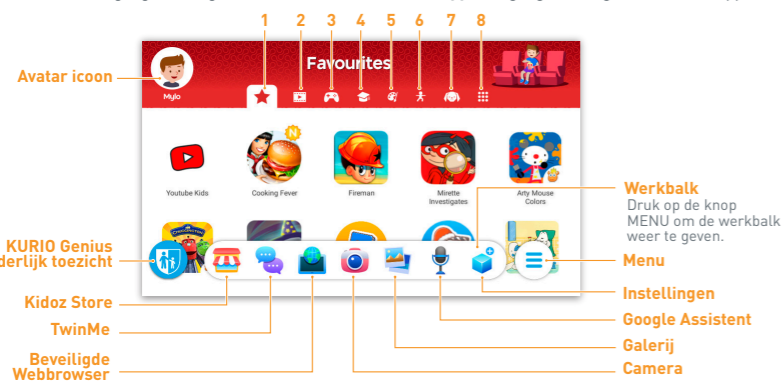 1 2 3 4 5 6 7 8
Favourites
Avatar icoon
Mylo
N
Youtube Kids
Cooking Fever
Fireman
Mirette
Investigates
Arty Mouse
Colors
Werkbalk
Druk op de knop
MENU om de werkbalk
weer te geven.
KURIO Genius
derlijk toezicht
Menu
Kidoz Store
Instellingen
TwinMe
Google Assistent
Beveiligde
Webbrowser
Galerij
Camera